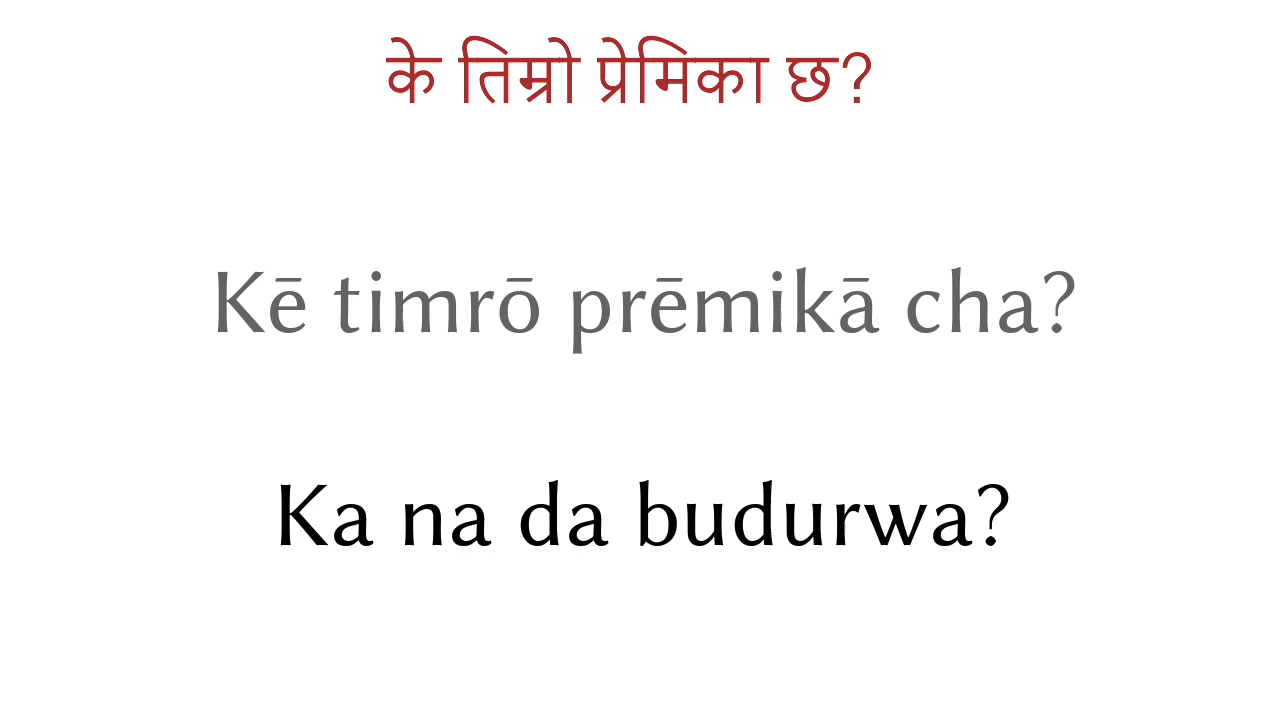 के तिम्रो प्रेमिका छ?
Kē timrō prēmikā cha?
Ka na da budurwa?